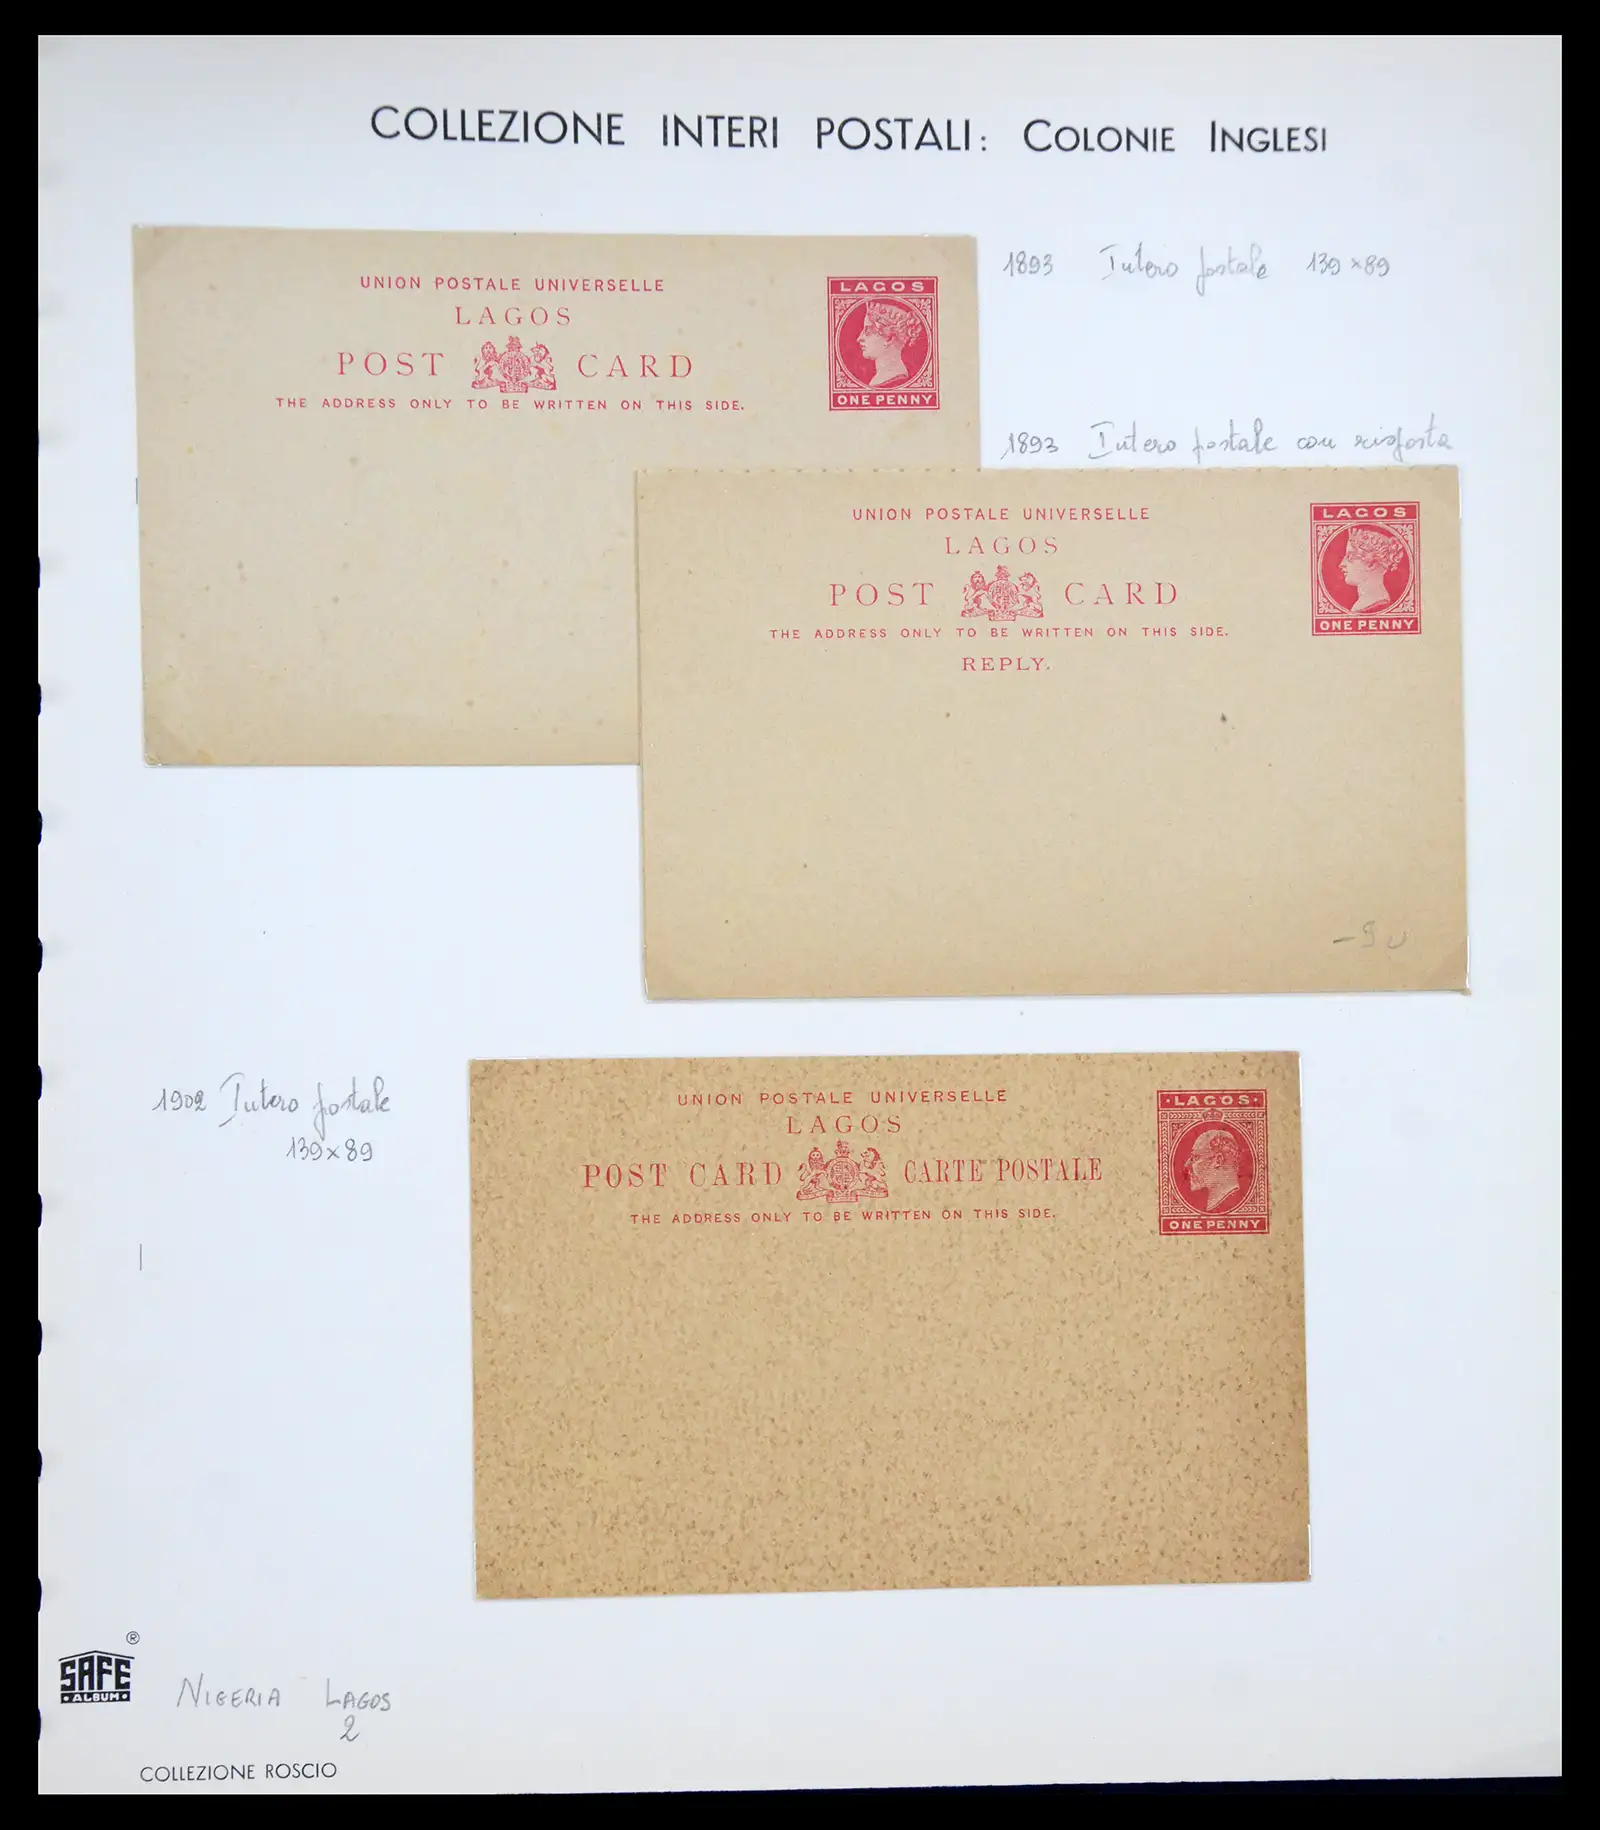 COLLEZIONE INTERI POSTALI: COLONIE INGLESI
1893 Intero postale 139×89
UNION POSTALE UNIVERSELLE
LAGOS
POST CARD
THE ADDRESS ONLY TO BE WRITTEN ON THIS SIDE.
LAGOS
ONE PENNY
1893 Intero postale con risposta
UNION POSTALE UNIVERSELLE
LAGOS
POST CARD
THE ADDRESS ONLY TO BE WRITTEN ON THIS SIDE.
REPLY.
LAGOS
ONE PENNY
1902 Intero postale
139×89
UNION POSTALE UNIVERSELLE
LAGOS
POST CARD CARTE POSTALE
THE ADDRESS ONLY TO BE WRITTEN ON THIS SIDE.
·LAGOS·
ONE PENNY
®
SAFE
•ALBUM•
NIGERIA LAGOS
2
COLLEZIONE ROSCIO